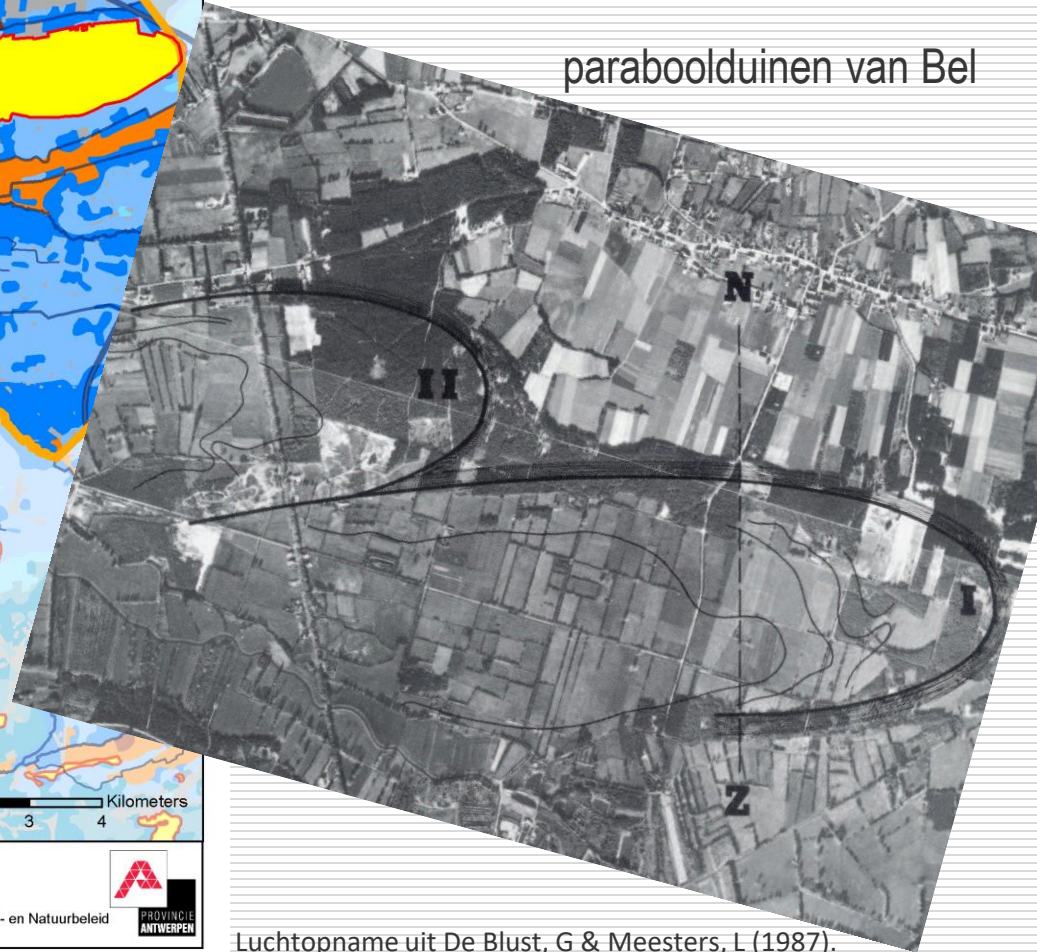 paraboolduinen van Bel
N
II
I
Z
Kilometers
3 4
- en Natuurbeleid
PROVINCIE
ANTWERPEN
Luchtopname uit De Blust, G & Meesters, L (1987).